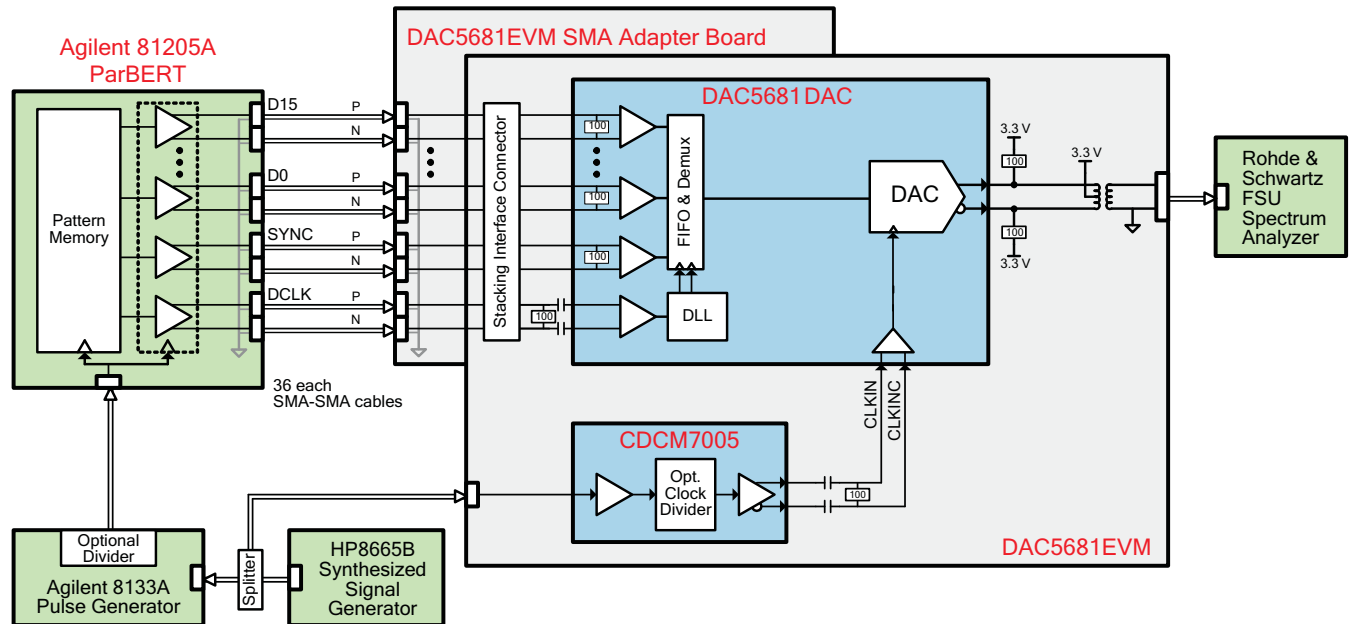 Agilent 81205A
ParBERT
DAC5681EVM SMA Adapter Board
DAC5681DAC
D15
P
N
D0
P
N
SYNC
P
N
DCLK
P
N
Pattern
Memory
36 each
SMA-SMA cables
Stacking Interface Connector
100
100
100
100
FIFO & Demux
DLL
DAC
3.3 V
100
3.3 V
100
3.3 V
Rohde &
Schwartz
FSU
Spectrum
Analyzer
CLKIN
CLKINC
CDCM7005
Opt.
Clock
Divider
100
DAC5681EVM
Optional
Divider
Agilent 8133A
Pulse Generator
Splitter
HP8665B
Synthesized
Signal
Generator